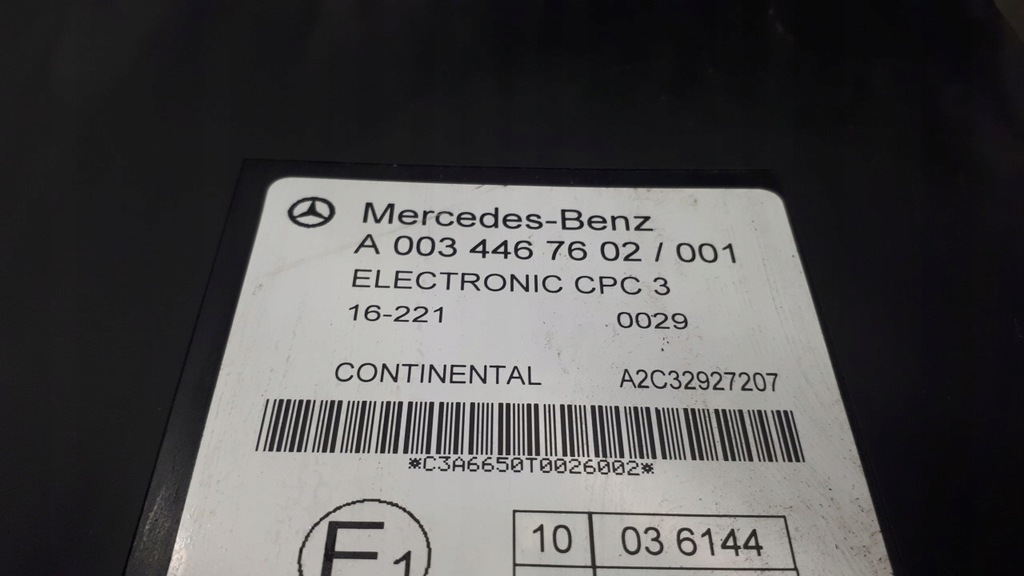 Mercedes-Benz
A 003 446 76 02 / 001
ELECTRONIC CPC 3
16-221 0029
CONTINENTAL A2C32927207
*C3A6650T0026002*
E1 10 03 6144